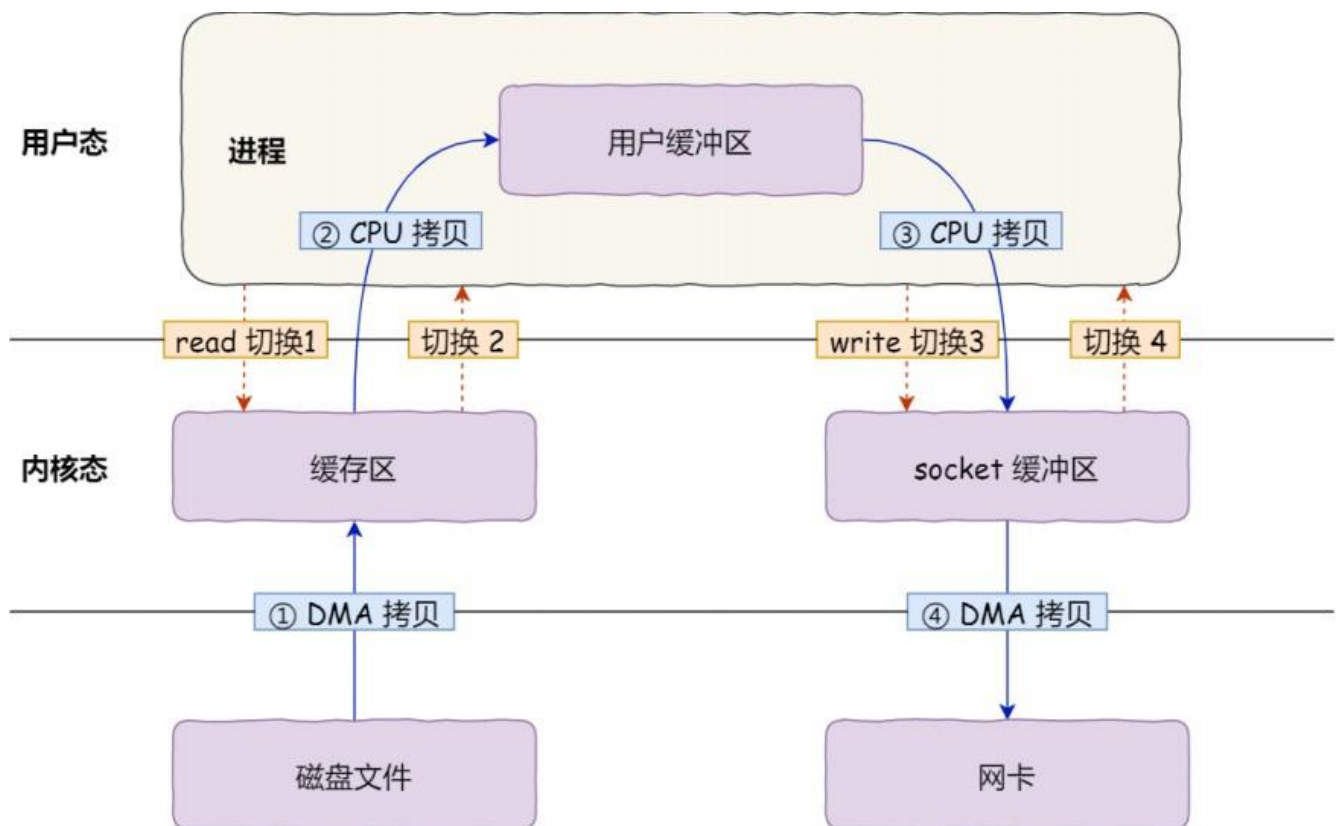 用户态
进程
用户缓冲区
② CPU 拷贝
③ CPU 拷贝
read 切换1
切换 2
write 切换3
切换 4
内核态
缓存区
socket 缓冲区
① DMA 拷贝
④ DMA 拷贝
磁盘文件
网卡